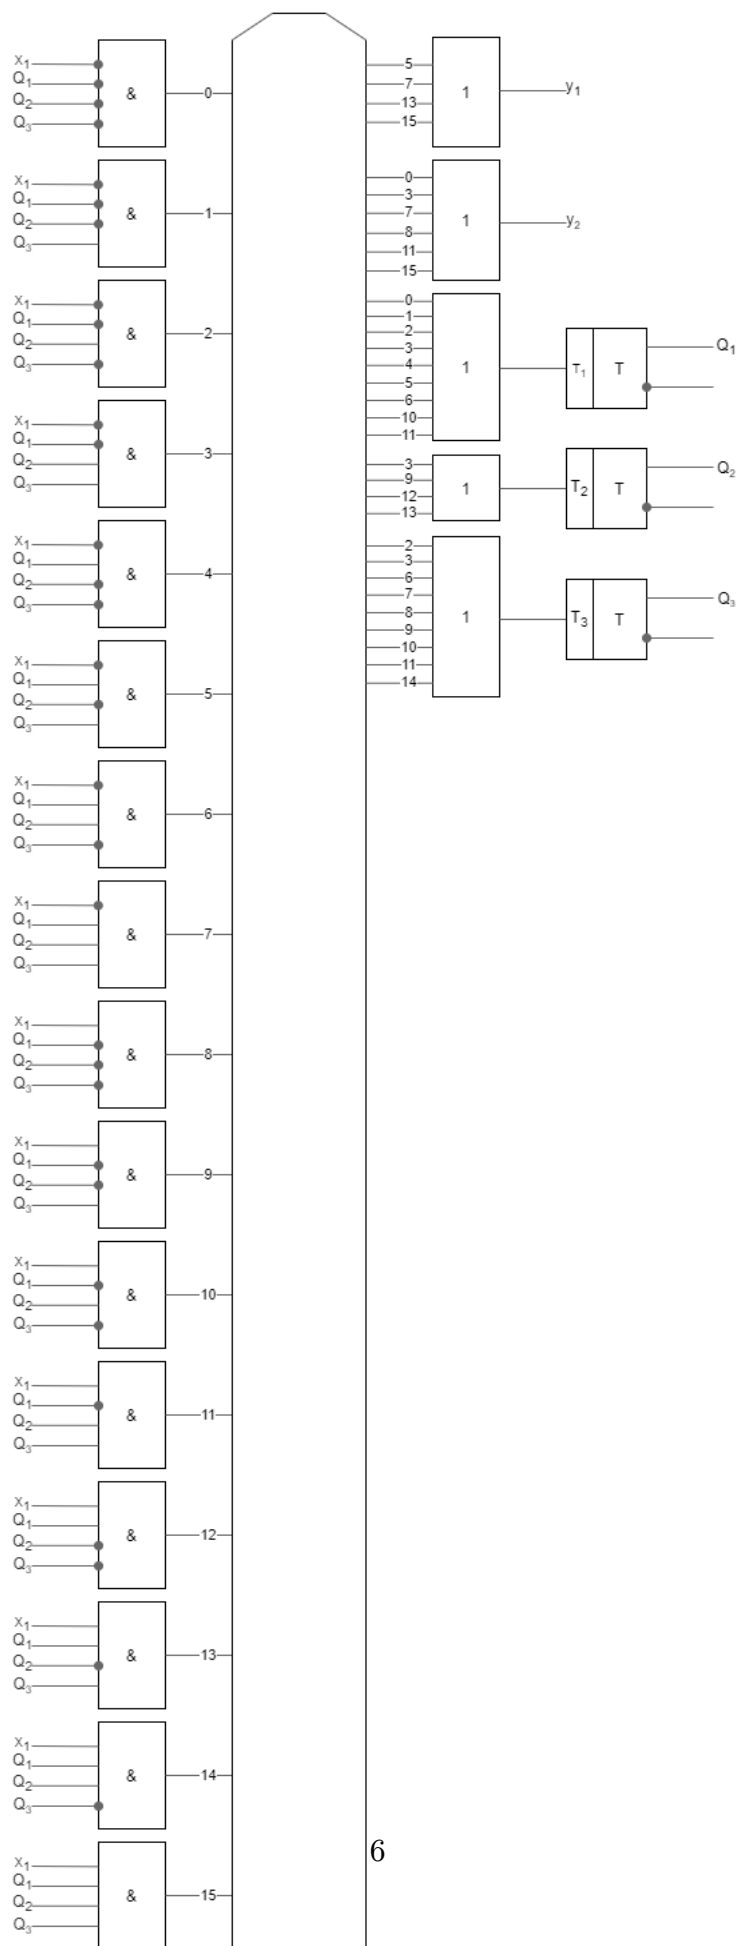 x₁
Q₁
Q₂
Q₃
&
0
x₁
Q₁
Q₂
Q₃
&
1
x₁
Q₁
Q₂
Q₃
&
2
x₁
Q₁
Q₂
Q₃
&
3
x₁
Q₁
Q₂
Q₃
&
4
x₁
Q₁
Q₂
Q₃
&
5
x₁
Q₁
Q₂
Q₃
&
6
x₁
Q₁
Q₂
Q₃
&
7
x₁
Q₁
Q₂
Q₃
&
8
x₁
Q₁
Q₂
Q₃
&
9
x₁
Q₁
Q₂
Q₃
&
10
x₁
Q₁
Q₂
Q₃
&
11
x₁
Q₁
Q₂
Q₃
&
12
x₁
Q₁
Q₂
Q₃
&
13
x₁
Q₁
Q₂
Q₃
&
14
x₁
Q₁
Q₂
Q₃
&
15
5
7
13
15
1
y₁
0
3
7
8
11
15
1
y₂
0
1
2
3
4
5
6
10
11
1
T₁
T
Q₁
3
9
12
13
1
T₂
T
Q₂
2
3
6
7
8
9
10
11
14
1
T₃
T
Q₃
6